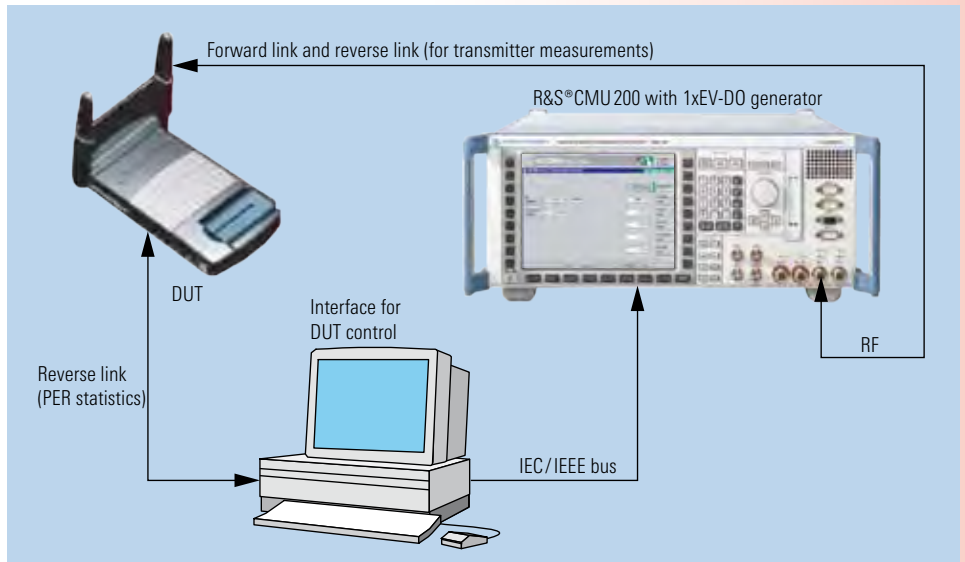 Forward link and reverse link (for transmitter measurements)
R&S®CMU 200 with 1xEV-DO generator
DUT
Interface for
DUT control
RF
Reverse link
(PER statistics)
IEC/IEEE bus